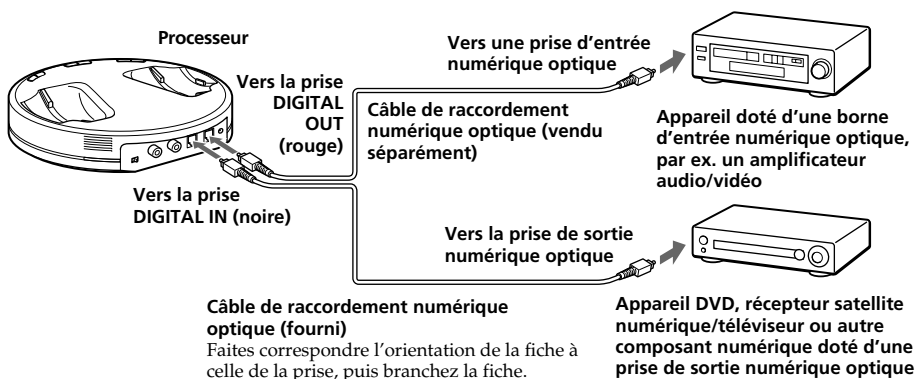 Processeur
Vers la prise
DIGITAL
OUT
(rouge)
Vers une prise d'entrée
numérique optique
Câble de raccordement
numérique optique (vendu
séparément)
Appareil doté d'une borne
d'entrée numérique optique,
par ex. un amplificateur
audio/vidéo
Vers la prise
DIGITAL IN (noire)
Vers la prise de sortie
numérique optique
Câble de raccordement numérique
optique (fourni)
Faites correspondre l'orientation de la fiche à
celle de la prise, puis branchez la fiche.
Appareil DVD, récepteur satellite
numérique/téléviseur ou autre
composant numérique doté d'une
prise de sortie numérique optique